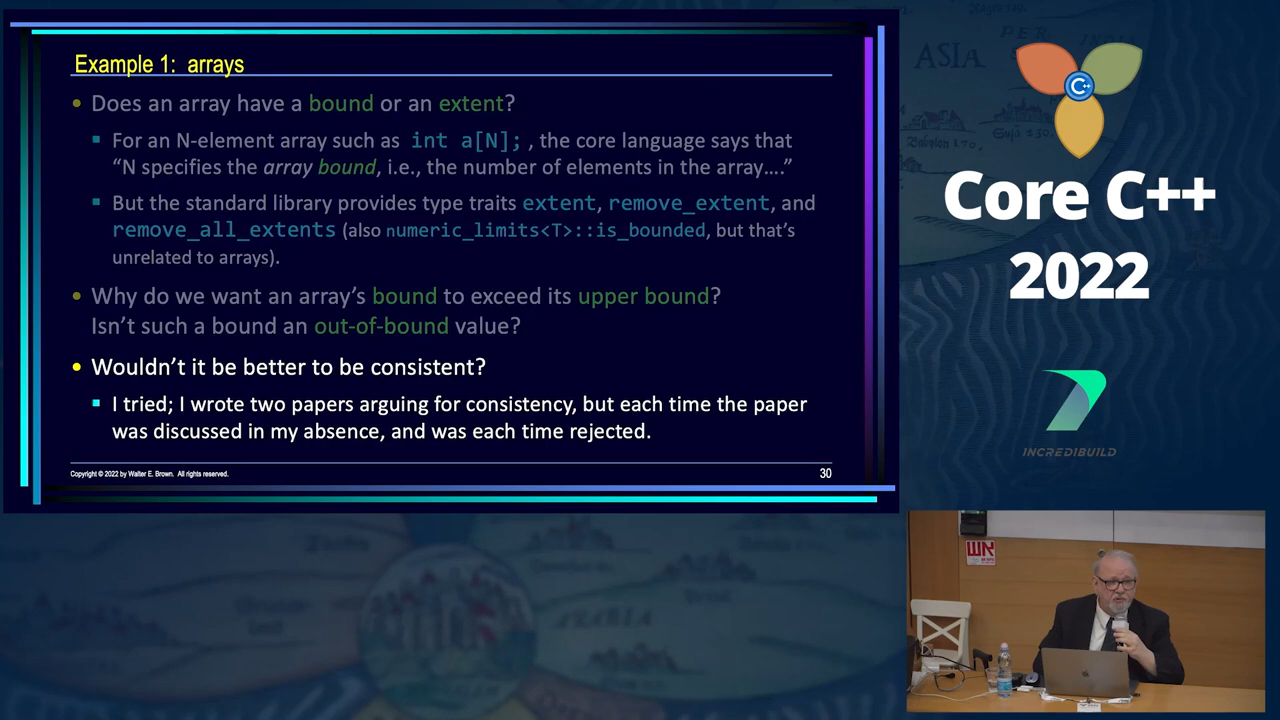 Example 1: arrays
• Does an array have a bound or an extent?
▪ For an N-element array such as int a[N]; , the core language says that
“N specifies the array bound, i.e., the number of elements in the array….”
▪ But the standard library provides type traits extent, remove_extent, and
remove_all_extents (also numeric_limits<T>::is_bounded, but that’s
unrelated to arrays).
• Why do we want an array’s bound to exceed its upper bound?
Isn’t such a bound an out-of-bound value?
• Wouldn’t it be better to be consistent?
▪ I tried; I wrote two papers arguing for consistency, but each time the paper
was discussed in my absence, and was each time rejected.
Copyright © 2022 by Walter E. Brown. All rights reserved.
30
ASIA
C++
Core C++
2022
INCREDIBUILD